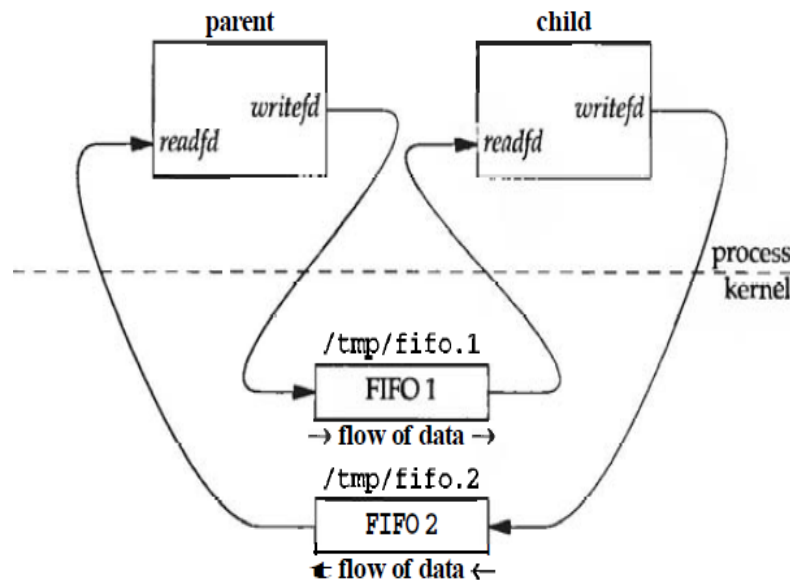 parent
child
writefd
readfd
writefd
readfd
process
kernel
/tmp/fifo.1
FIFO 1
→ flow of data →
/tmp/fifo.2
FIFO 2
flow of data ←